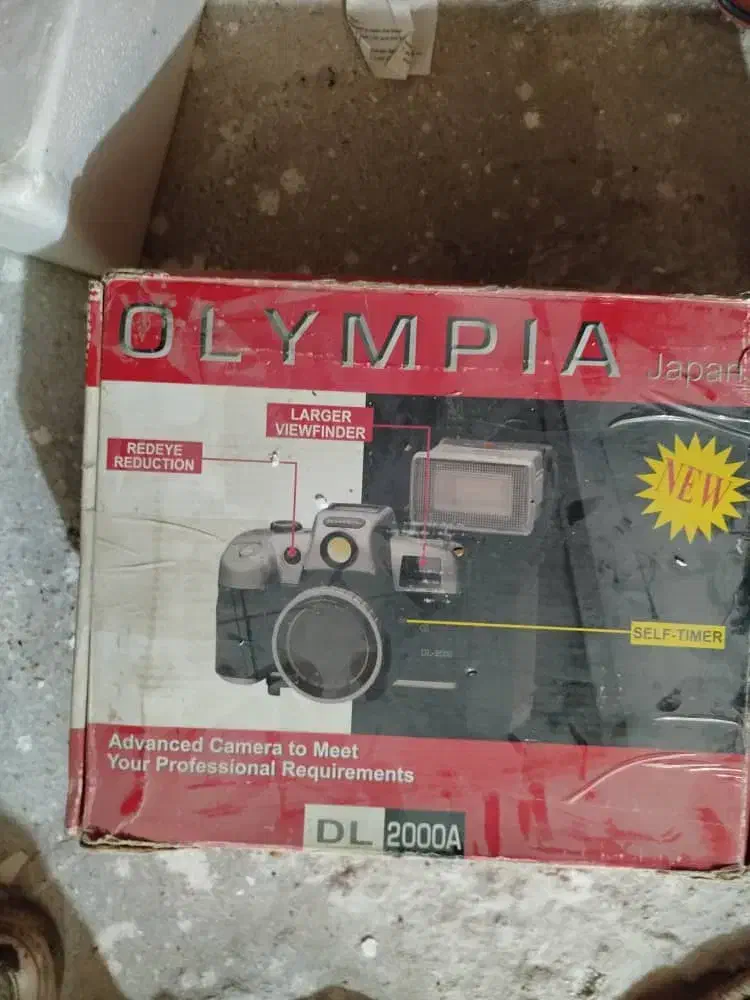 OLYMPIA Japan
LARGER
VIEWFINDER
REDEYE
REDUCTION
NEW
SELF-TIMER
Advanced Camera to Meet
Your Professional Requirements
DL 2000A